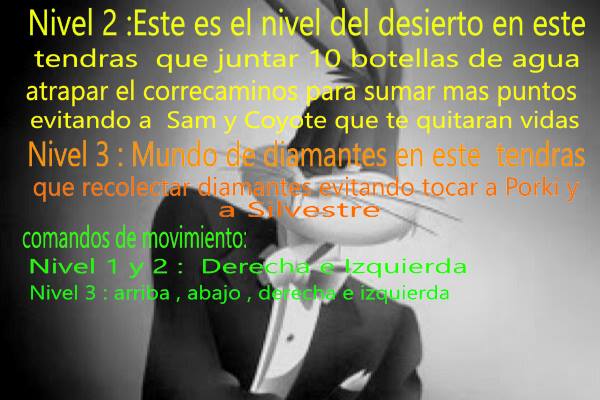 Nivel 2 :Este es el nivel del desierto en este
tendras que juntar 10 botellas de agua
atrapar el correcaminos para sumar mas puntos
evitando a Sam y Coyote que te quitaran vidas
Nivel 3 : Mundo de diamantes en este tendras
que recolectar diamantes evitando tocar a Porki y
a Silvestre
comandos de movimiento:
Nivel 1 y 2 : Derecha e Izquierda
Nivel 3 : arriba , abajo , derecha e izquierda